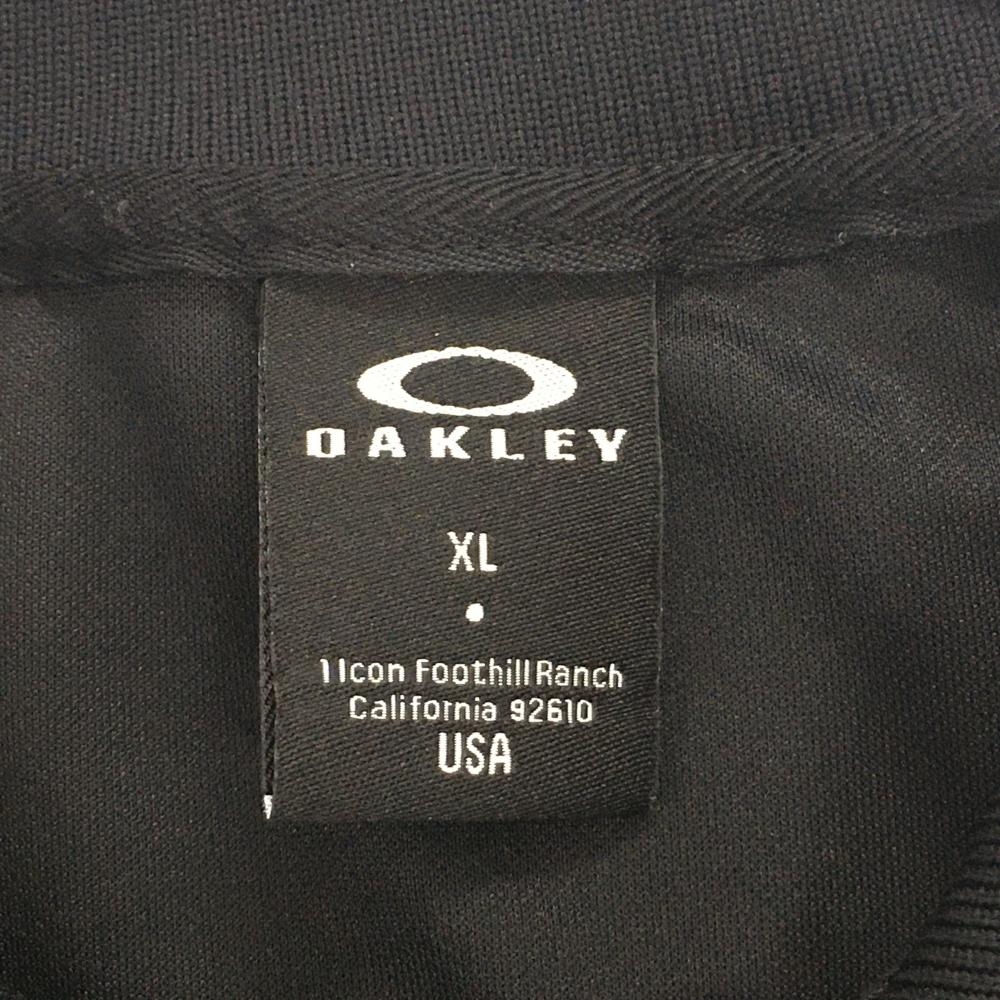 OAKLEY
XL
1 Icon Foothill Ranch
California 92610
USA